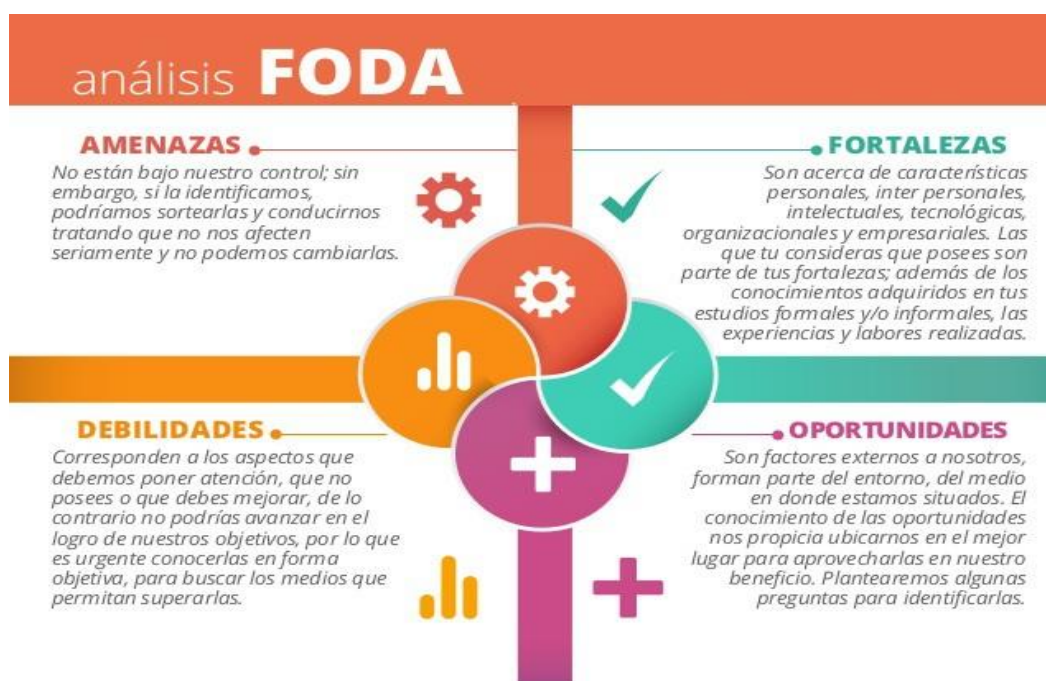 análisis FODA
AMENAZAS
No están bajo nuestro control; sin
embargo, si la identificamos,
podríamos sortearlas y conducirnos
tratando que no nos afecten
seriamente y no podemos cambiarlas.
FORTALEZAS
Son acerca de características
personales, inter personales,
intelectuales, tecnológicas,
organizacionales y empresariales. Las
que tu consideras que posees son
parte de tus fortalezas; además de los
conocimientos adquiridos en tus
estudios formales y/o informales, las
experiencias y labores realizadas.
DEBILIDADES
Corresponden a los aspectos que
debemos poner atención, que no
posees o que debes mejorar, de lo
contrario no podrías avanzar en el
logro de nuestros objetivos, por lo que
es urgente conocerlas en forma
objetiva, para buscar los medios que
permitan superarlas.
OPORTUNIDADES
Son factores externos a nosotros,
forman parte del entorno, del medio
en donde estamos situados. El
conocimiento de las oportunidades
nos propicia ubicarnos en el mejor
lugar para aprovecharlas en nuestro
beneficio. Plantearemos algunas
preguntas para identificarlas.